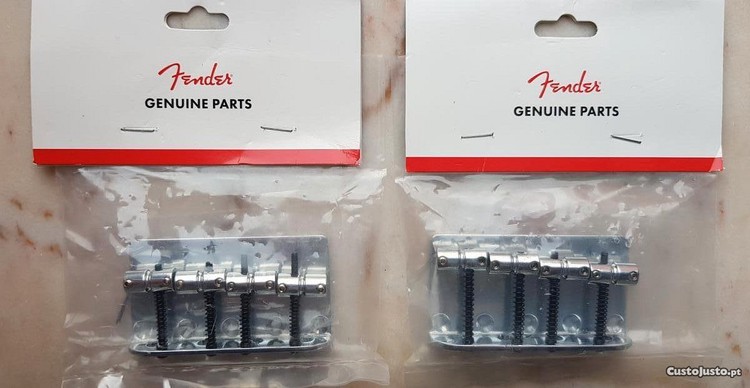 Fender
GENUINE PARTS
Fender
GENUINE PARTS
CustoJusto.pt